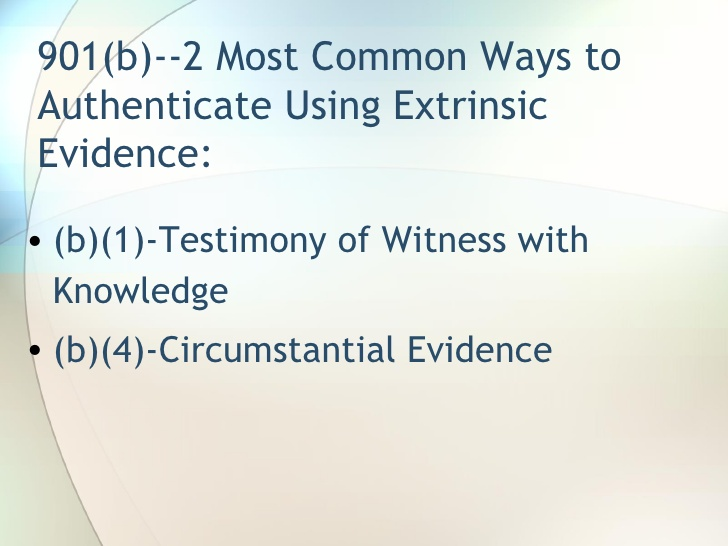 901(b)--2 Most Common Ways to
Authenticate Using Extrinsic
Evidence:
• (b)(1)-Testimony of Witness with
Knowledge
• (b)(4)-Circumstantial Evidence